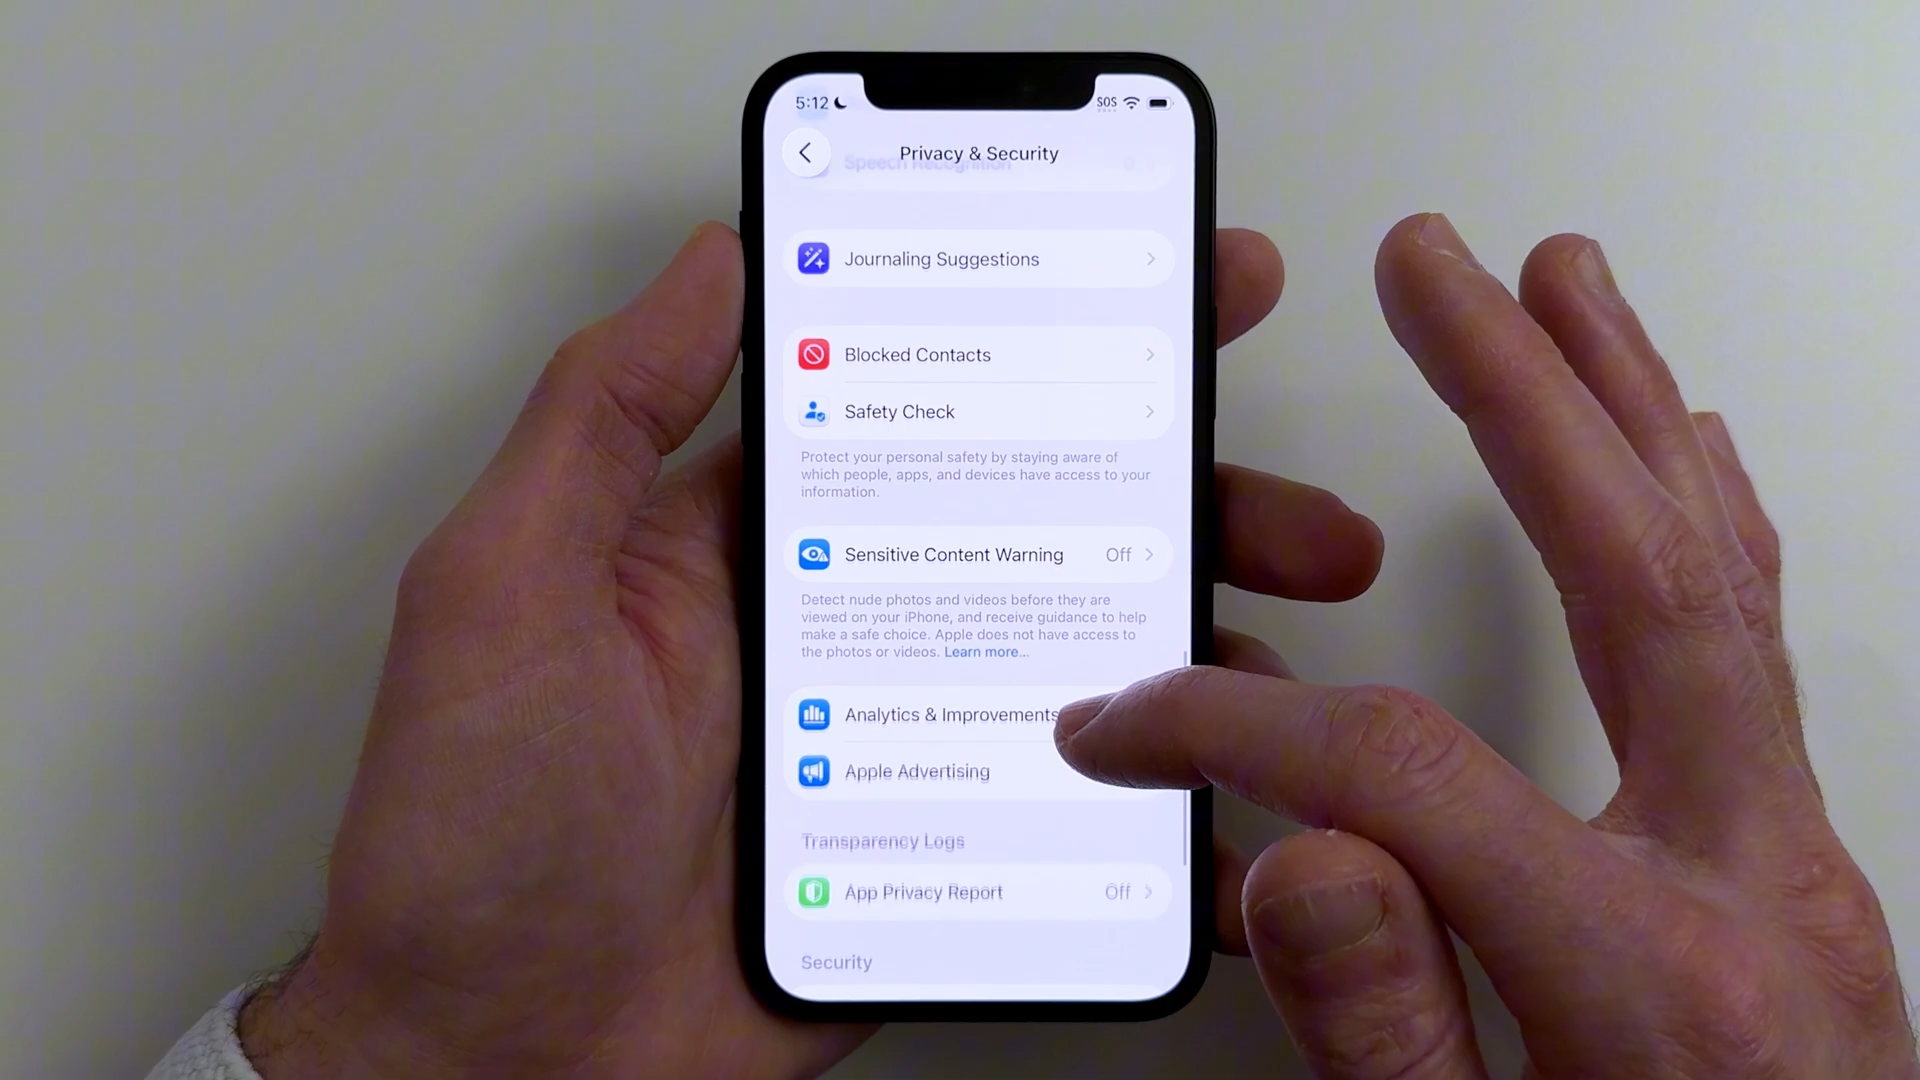 5:12
SOS
Privacy & Security
Speech Recognition
Journaling Suggestions
Blocked Contacts
Safety Check
Protect your personal safety by staying aware of
which people, apps, and devices have access to your
information.
Sensitive Content Warning Off
Detect nude photos and videos before they are
viewed on your iPhone, and receive guidance to help
make a safe choice. Apple does not have access to
the photos or videos. Learn more...
Analytics & Improvements
Apple Advertising
Transparency Logs
App Privacy Report Off
Security